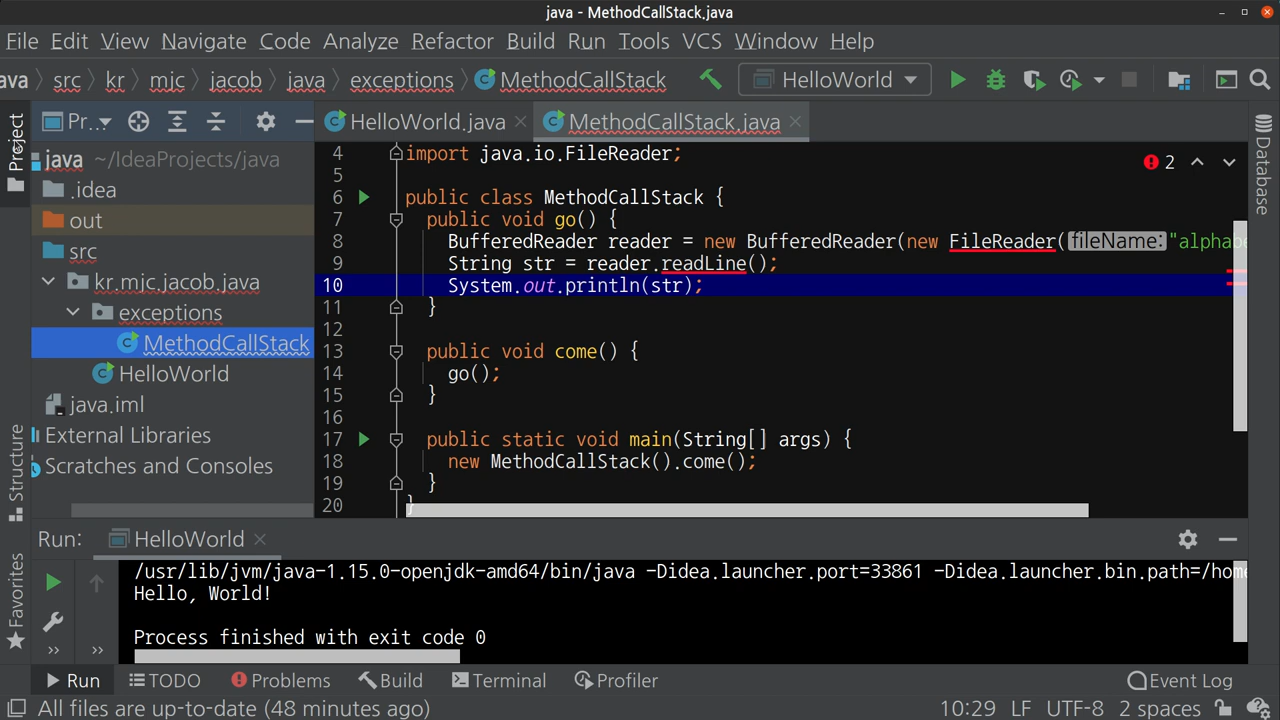 java - MethodCallStack.java
File Edit View Navigate Code Analyze Refactor Build Run Tools VCS Window Help
ava src kr mjc jacob java exceptions MethodCallStack HelloWorld
Project
Pr... HelloWorld.java MethodCallStack.java
java ~/IdeaProjects/java
.idea
out
src
kr.mjc.jacob.java
exceptions
MethodCallStack
HelloWorld
java.iml
External Libraries
Scratches and Consoles
Structure
Favorites
2
Database
4 import java.io.FileReader;
5
6 public class MethodCallStack {
7 public void go() {
8 BufferedReader reader = new BufferedReader(new FileReader( fileName: "alphabe
9 String str = reader.readLine();
10 System.out.println(str);
11 }
12
13 public void come() {
14 go();
15 }
16
17 public static void main(String[] args) {
18 new MethodCallStack().come();
19 }
20 }
Run: HelloWorld
/usr/lib/jvm/java-1.15.0-openjdk-amd64/bin/java -Didea.launcher.port=33861 -Didea.launcher.bin.path=/home
Hello, World!
Process finished with exit code 0
Run TODO Problems Build Terminal Profiler Event Log
All files are up-to-date (48 minutes ago) 10:29 LF UTF-8 2 spaces